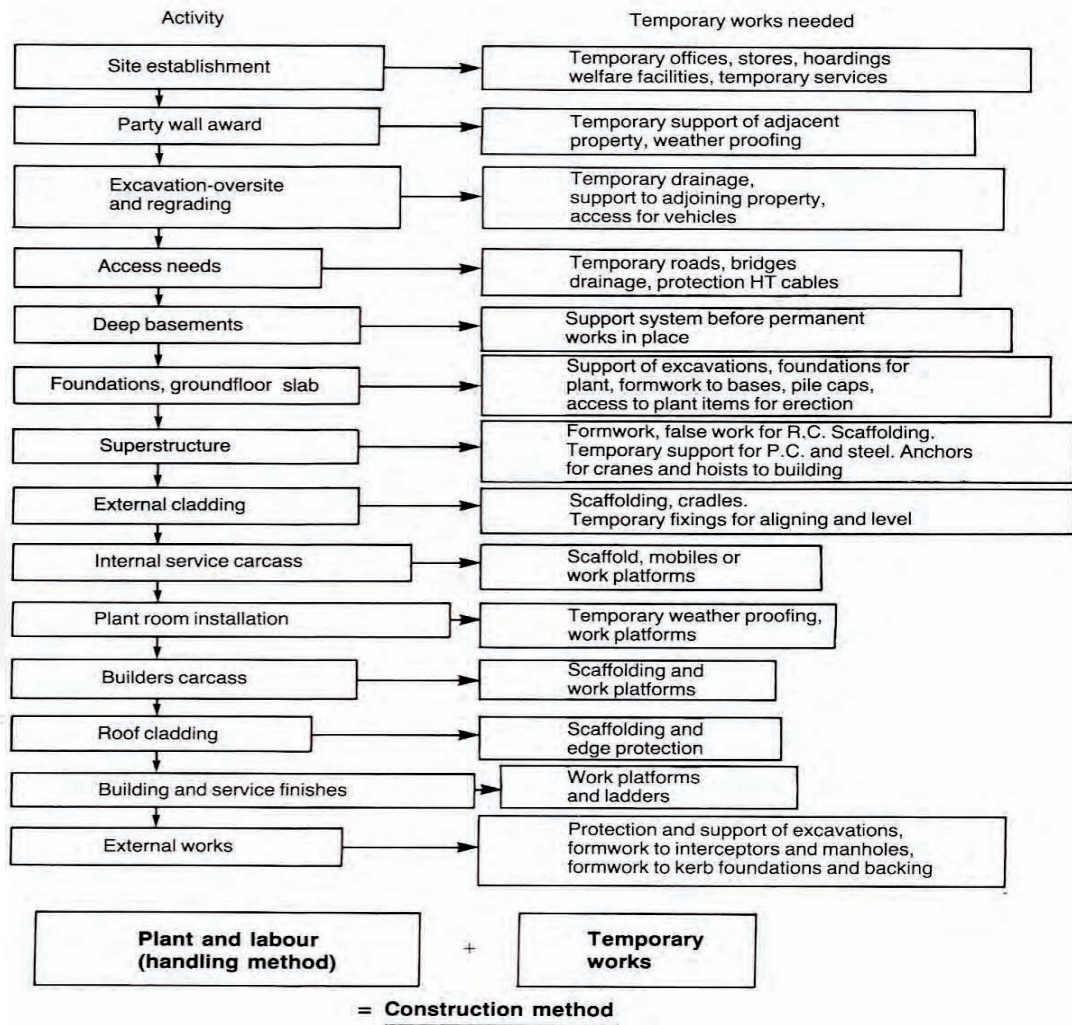 Activity
Temporary works needed
Site establishment
Temporary offices, stores, hoardings
welfare facilities, temporary services
Party wall award
Temporary support of adjacent
property, weather proofing
Excavation-oversite
and regrading
Temporary drainage,
support to adjoining property,
access for vehicles
Access needs
Temporary roads, bridges
drainage, protection HT cables
Deep basements
Support system before permanent
works in place
Foundations, groundfloor slab
Support of excavations, foundations for
plant, formwork to bases, pile caps,
access to plant items for erection
Superstructure
Formwork, false work for R.C. Scaffolding.
Temporary support for P.C. and steel. Anchors
for cranes and hoists to building
External cladding
Scaffolding, cradles.
Temporary fixings for aligning and level
Internal service carcass
Scaffold, mobiles or
work platforms
Plant room installation
Temporary weather proofing,
work platforms
Builders carcass
Scaffolding and
work platforms
Roof cladding
Scaffolding and
edge protection
Building and service finishes
Work platforms
and ladders
External works
Protection and support of excavations,
formwork to interceptors and manholes,
formwork to kerb foundations and backing
Plant and labour
(handling method)
+
Temporary
works
= Construction method